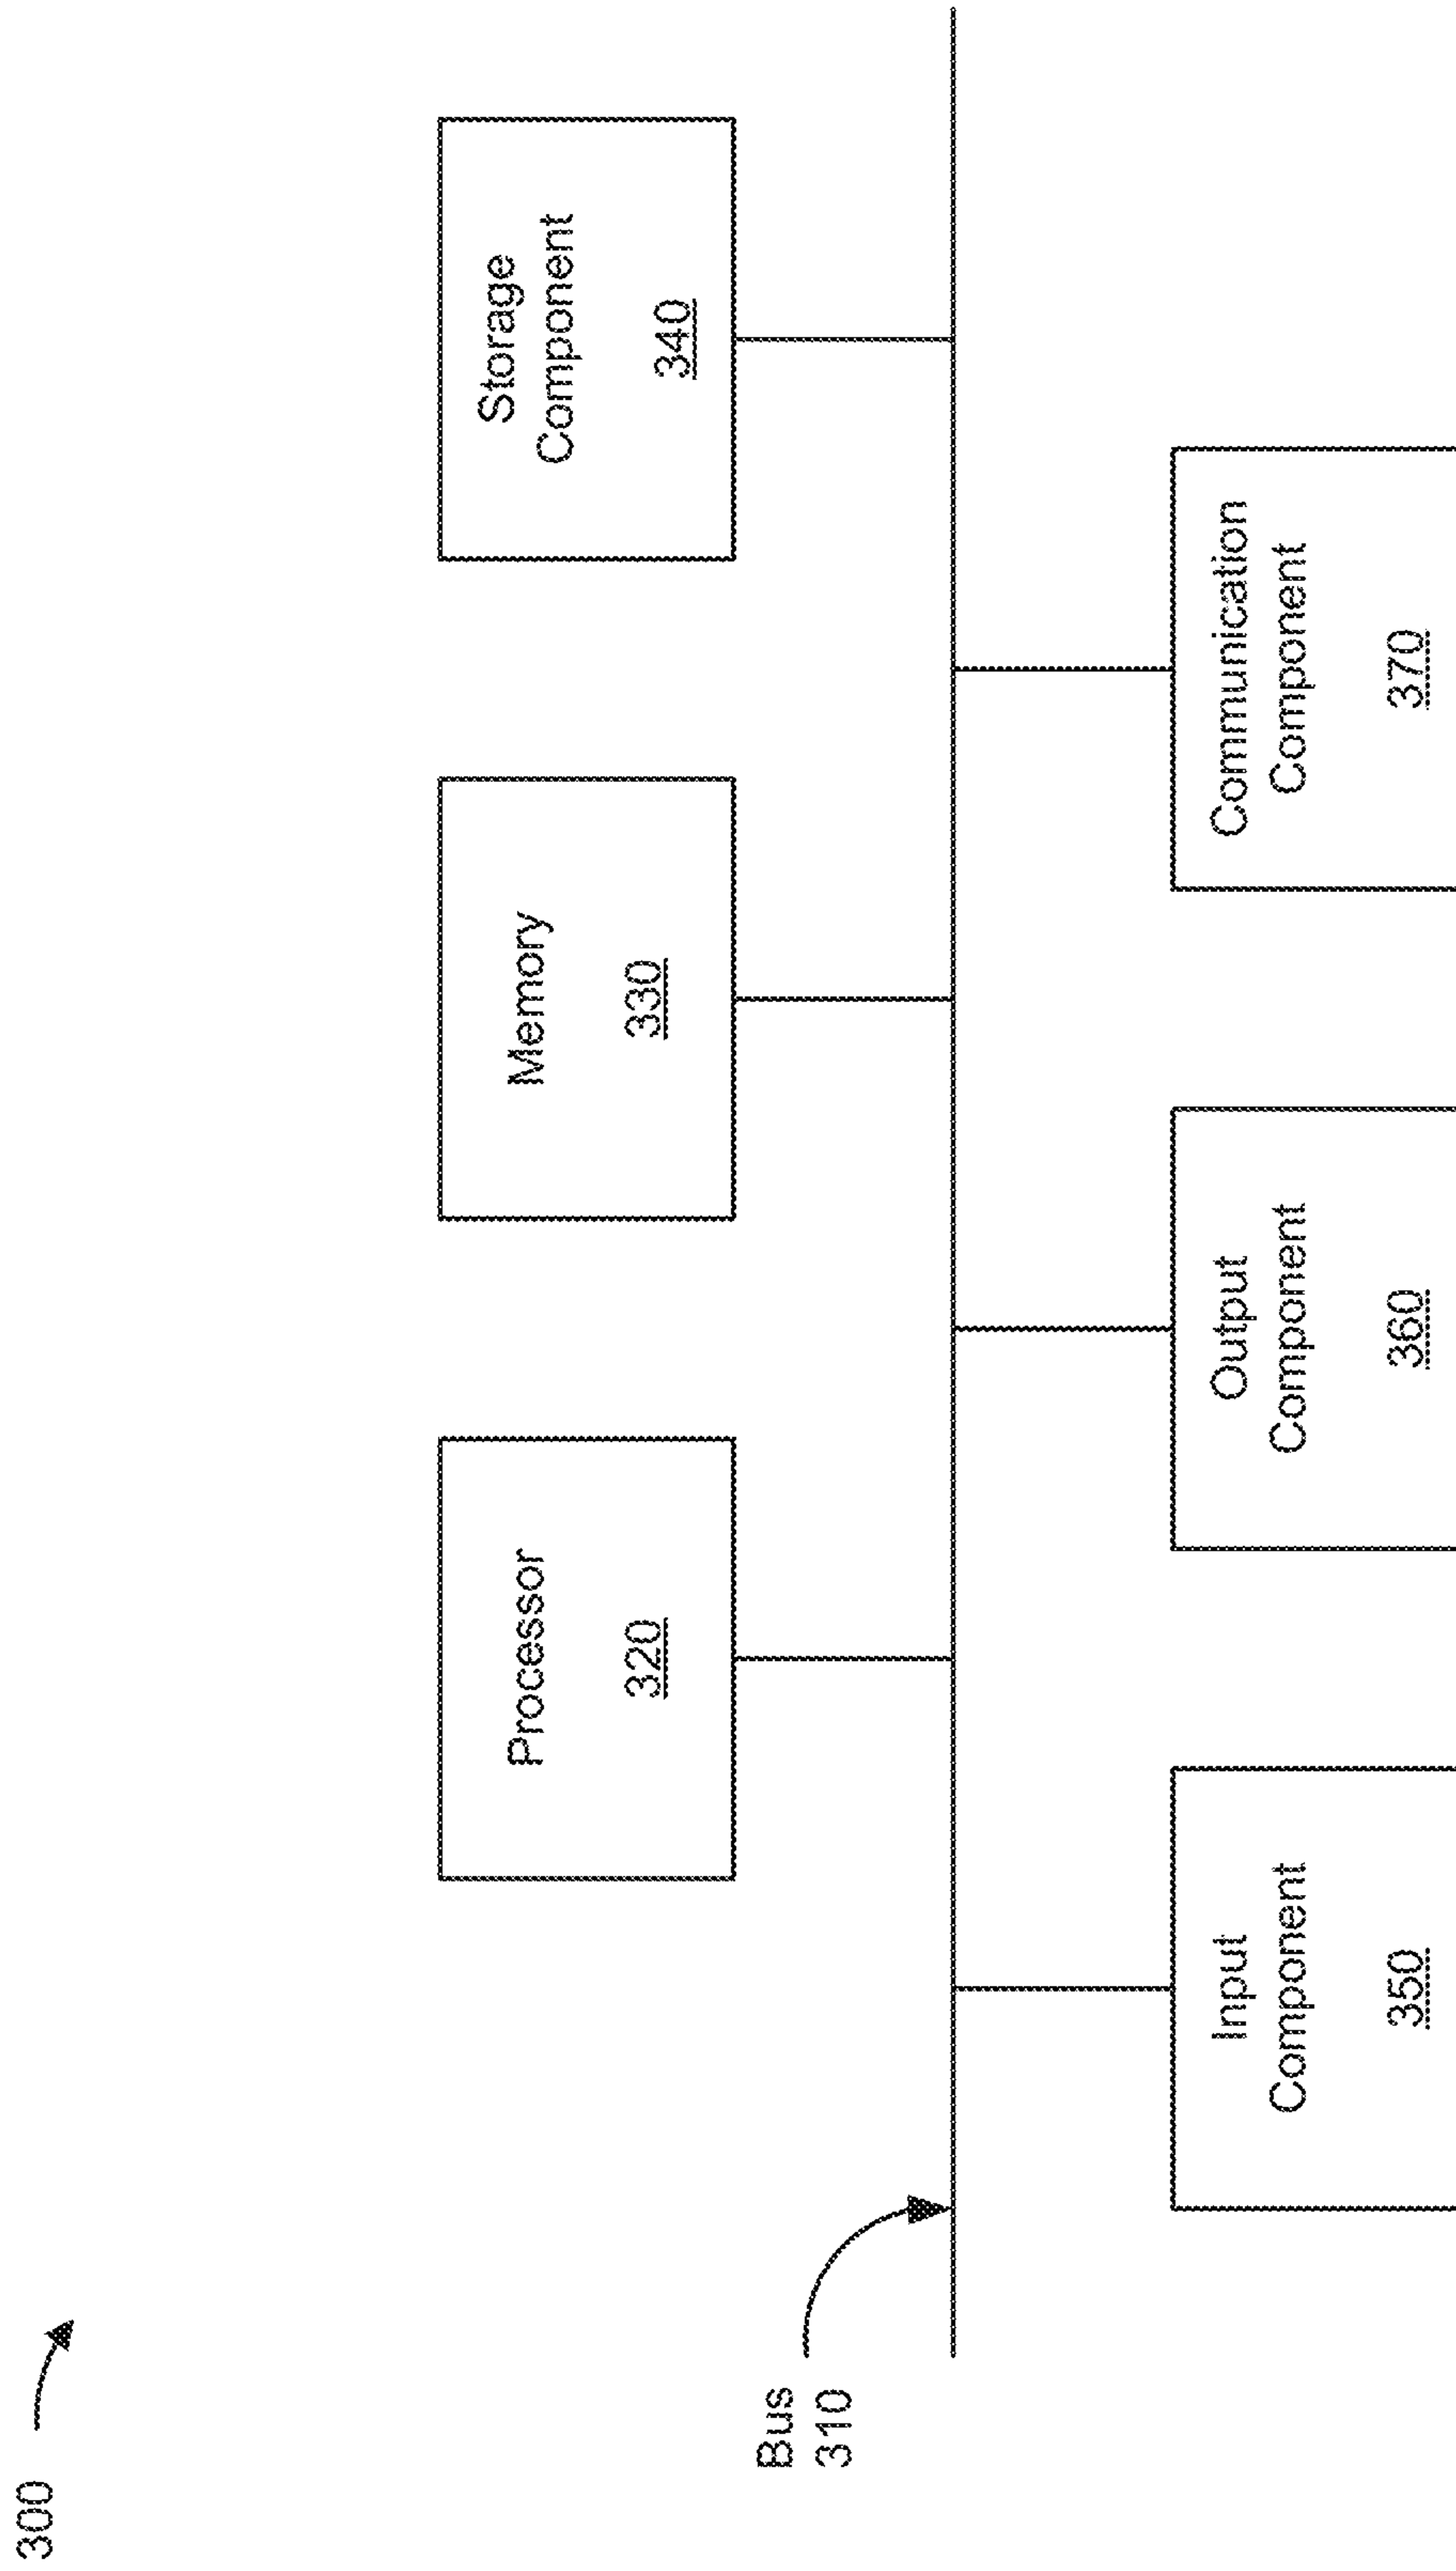 300
Processor
320
Memory
330
Storage
Component
340
Bus
310
Input
Component
350
Output
Component
360
Communication
Component
370